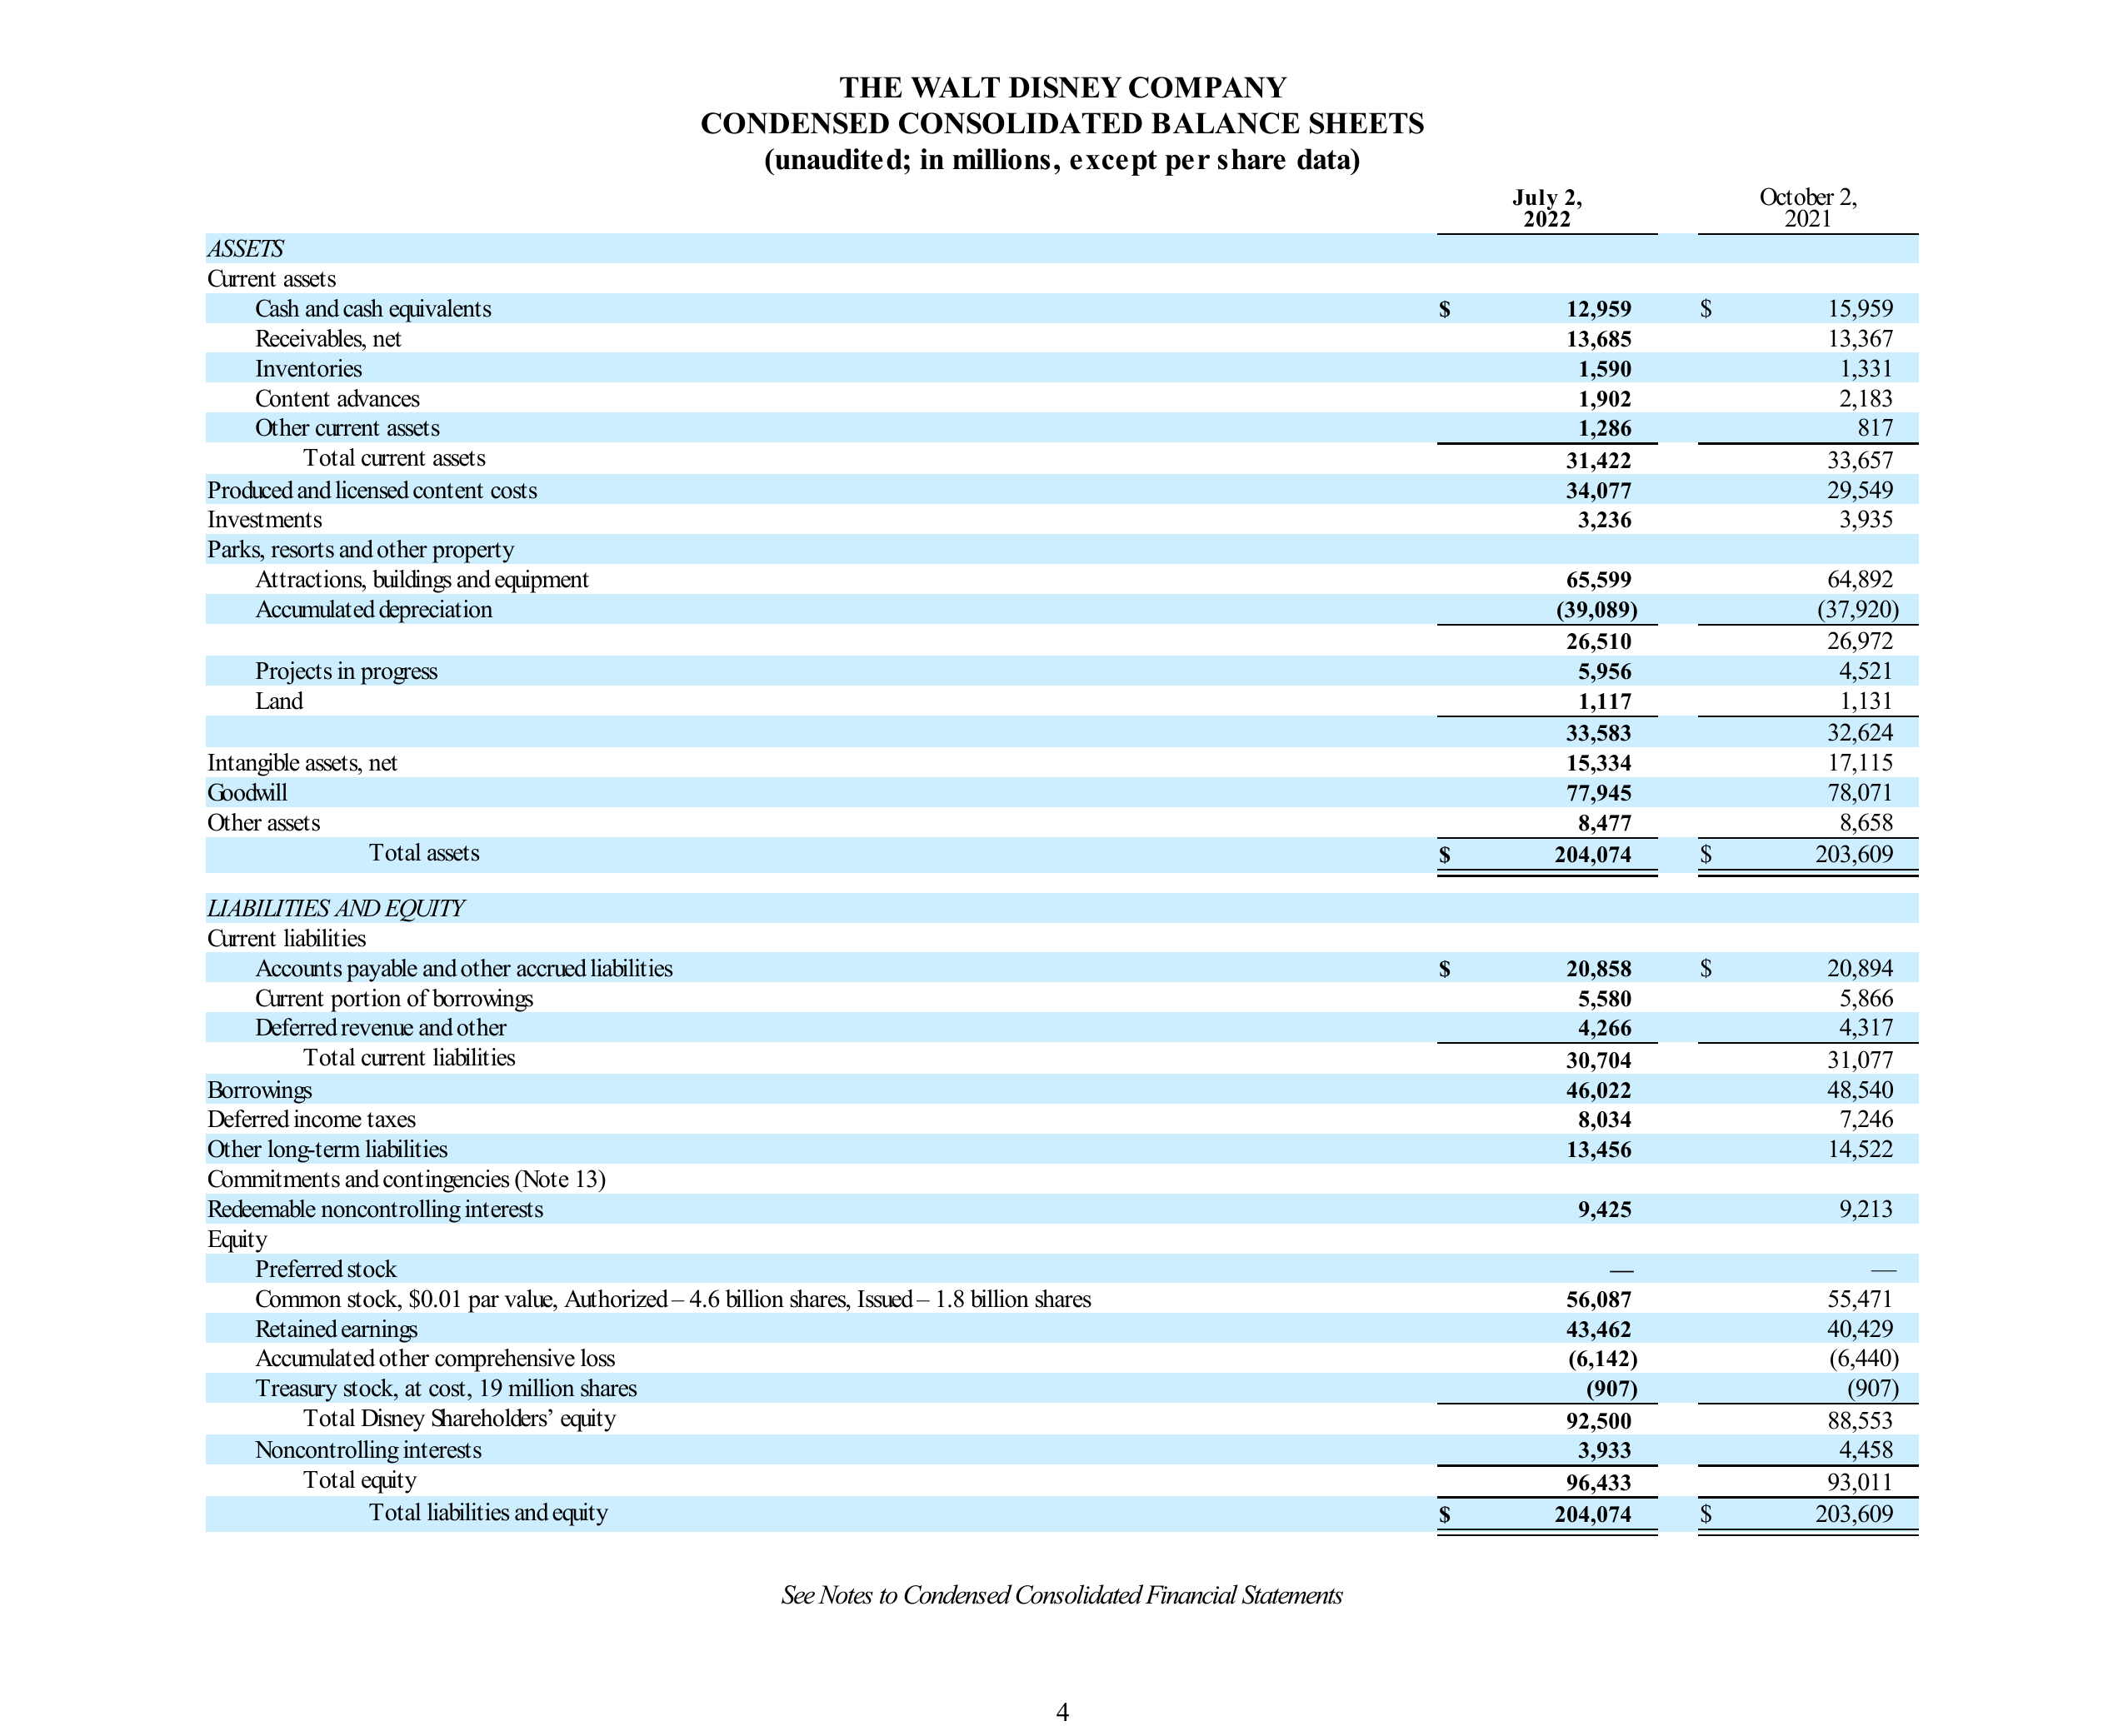 THE WALT DISNEY COMPANY
CONDENSED CONSOLIDATED BALANCE SHEETS
(unaudited; in millions, except per share data)
July 2, 2022 October 2, 2021
ASSETS
Current assets
Cash and cash equivalents $ 12,959 $ 15,959
Receivables, net 13,685 13,367
Inventories 1,590 1,331
Content advances 1,902 2,183
Other current assets 1,286 817
Total current assets 31,422 33,657
Produced and licensed content costs 34,077 29,549
Investments 3,236 3,935
Parks, resorts and other property
Attractions, buildings and equipment 65,599 64,892
Accumulated depreciation (39,089) (37,920)
26,510 26,972
Projects in progress 5,956 4,521
Land 1,117 1,131
33,583 32,624
Intangible assets, net 15,334 17,115
Goodwill 77,945 78,071
Other assets 8,477 8,658
Total assets $ 204,074 $ 203,609
LIABILITIES AND EQUITY
Current liabilities
Accounts payable and other accrued liabilities $ 20,858 $ 20,894
Current portion of borrowings 5,580 5,866
Deferred revenue and other 4,266 4,317
Total current liabilities 30,704 31,077
Borrowings 46,022 48,540
Deferred income taxes 8,034 7,246
Other long-term liabilities 13,456 14,522
Commitments and contingencies (Note 13)
Redeemable noncontrolling interests 9,425 9,213
Equity
Preferred stock — —
Common stock, $0.01 par value, Authorized – 4.6 billion shares, Issued – 1.8 billion shares 56,087 55,471
Retained earnings 43,462 40,429
Accumulated other comprehensive loss (6,142) (6,440)
Treasury stock, at cost, 19 million shares (907) (907)
Total Disney Shareholders’ equity 92,500 88,553
Noncontrolling interests 3,933 4,458
Total equity 96,433 93,011
Total liabilities and equity $ 204,074 $ 203,609
See Notes to Condensed Consolidated Financial Statements
4